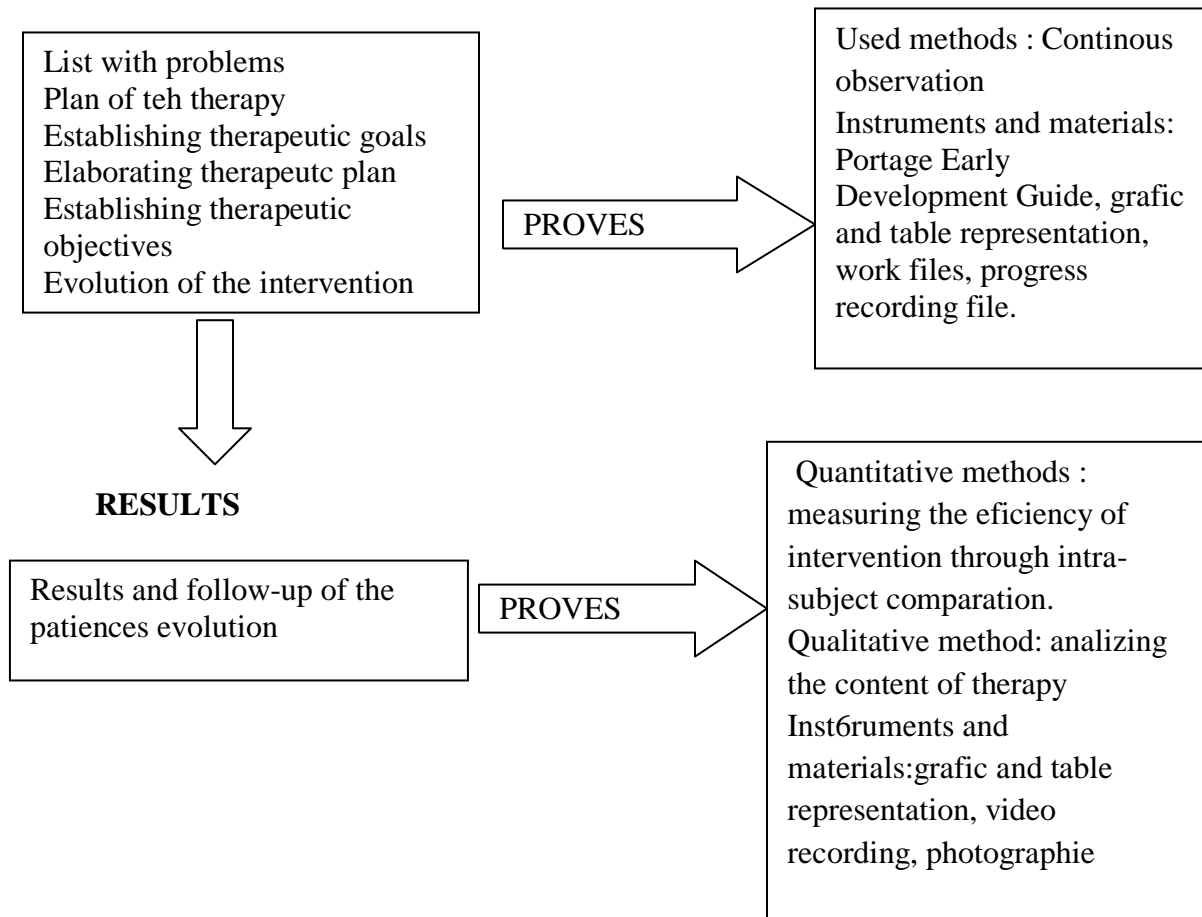 List with problems
Plan of teh therapy
Establishing therapeutic goals
Elaborating therapeutc plan
Establishing therapeutic
objectives
Evolution of the intervention
PROVES
Used methods : Continous
observation
Instruments and materials:
Portage Early
Development Guide, grafic
and table representation,
work files, progress
recording file.
RESULTS
Results and follow-up of the
patiences evolution
PROVES
Quantitative methods :
measuring the eficiency of
intervention through intra-
subject comparation.
Qualitative method: analizing
the content of therapy
Inst6ruments and
materials:grafic and table
representation, video
recording, photographie